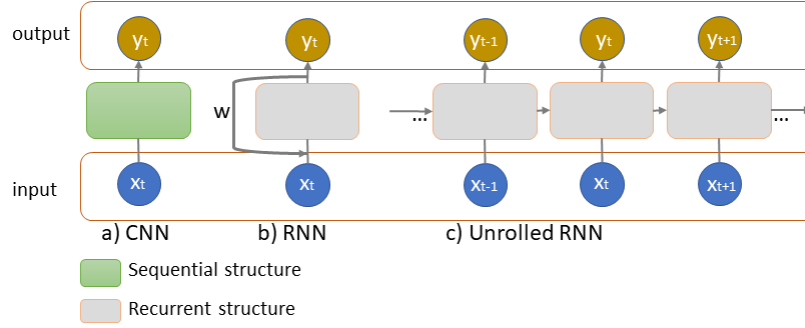 output
yt yt yt-1 yt yt+1
w
... ...
input
xt xt xt-1 xt xt+1
a) CNN b) RNN c) Unrolled RNN
Sequential structure
Recurrent structure